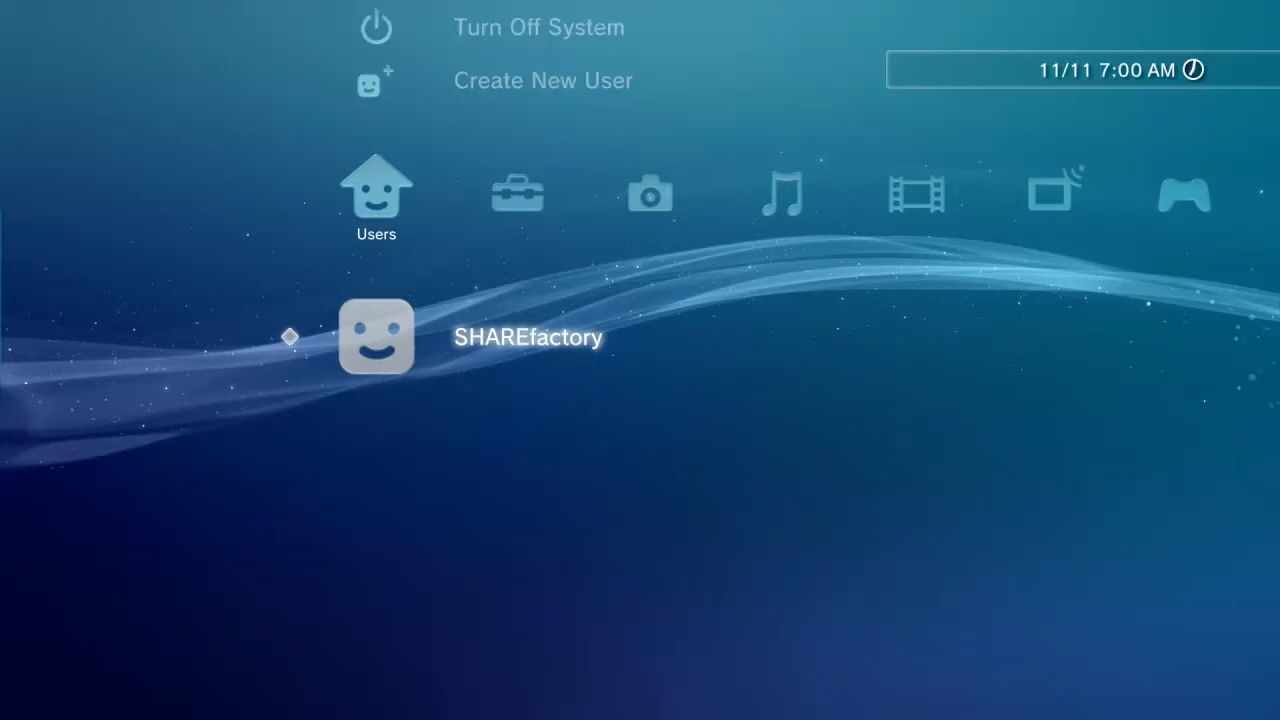 Turn Off System
11/11 7:00 AM
Create New User
Users
SHAREfactory